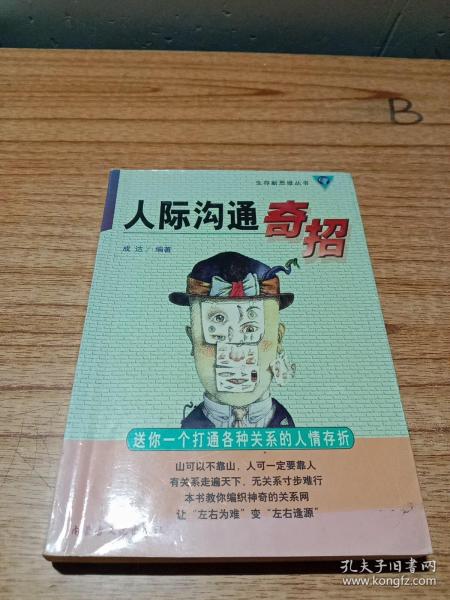 B
生存新思维丛书
人际沟通奇招
成达/编著
送你一个打通各种关系的人情存折
山可以不靠山，人可一定要靠人
有关系走遍天下，无关系寸步难行
本书教你编织神奇的关系网
让“左右为难”变“左右逢源”
孔夫子旧书网
www.kongfz.com